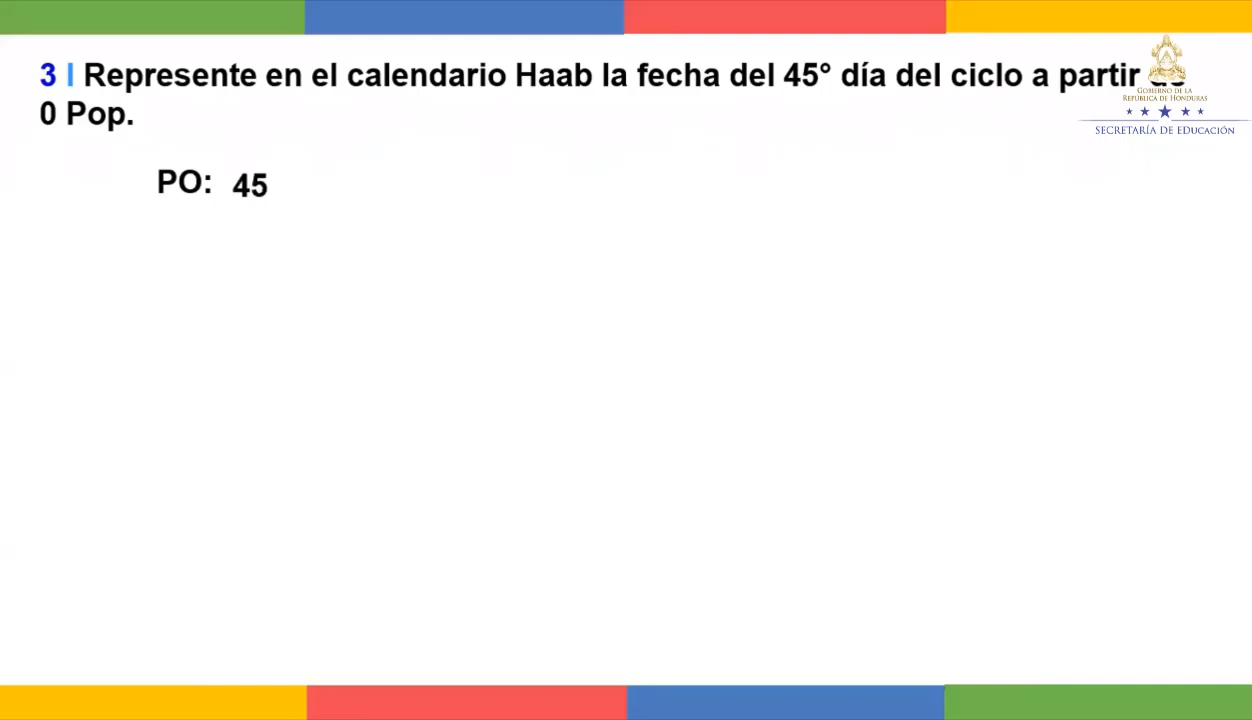 3 | Represente en el calendario Haab la fecha del 45° día del ciclo a partir
0 Pop.
GOBIERNO DE LA
REPÚBLICA DE HONDURAS
SECRETARÍA DE EDUCACIÓN
PO: 45